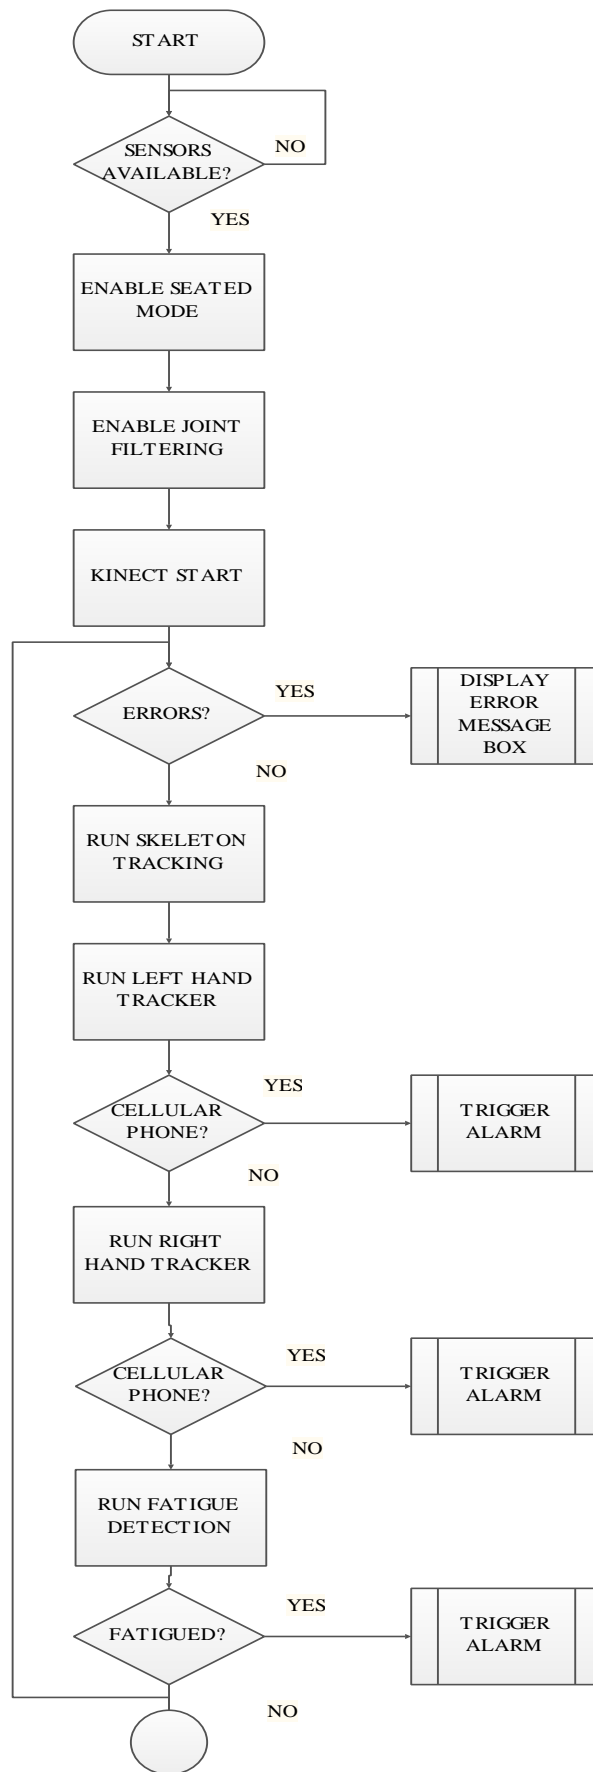 START
SENSORS
AVAILABLE?
NO
YES
ENABLE SEATED
MODE
ENABLE JOINT
FILTERING
KINECT START
ERRORS?
YES
DISPLAY
ERROR
MESSAGE
BOX
NO
RUN SKELETON
TRACKING
RUN LEFT HAND
TRACKER
CELLULAR
PHONE?
YES
TRIGGER
ALARM
NO
RUN RIGHT
HAND TRACKER
CELLULAR
PHONE?
YES
TRIGGER
ALARM
NO
RUN FATIGUE
DETECTION
FATIGUED?
YES
TRIGGER
ALARM
NO